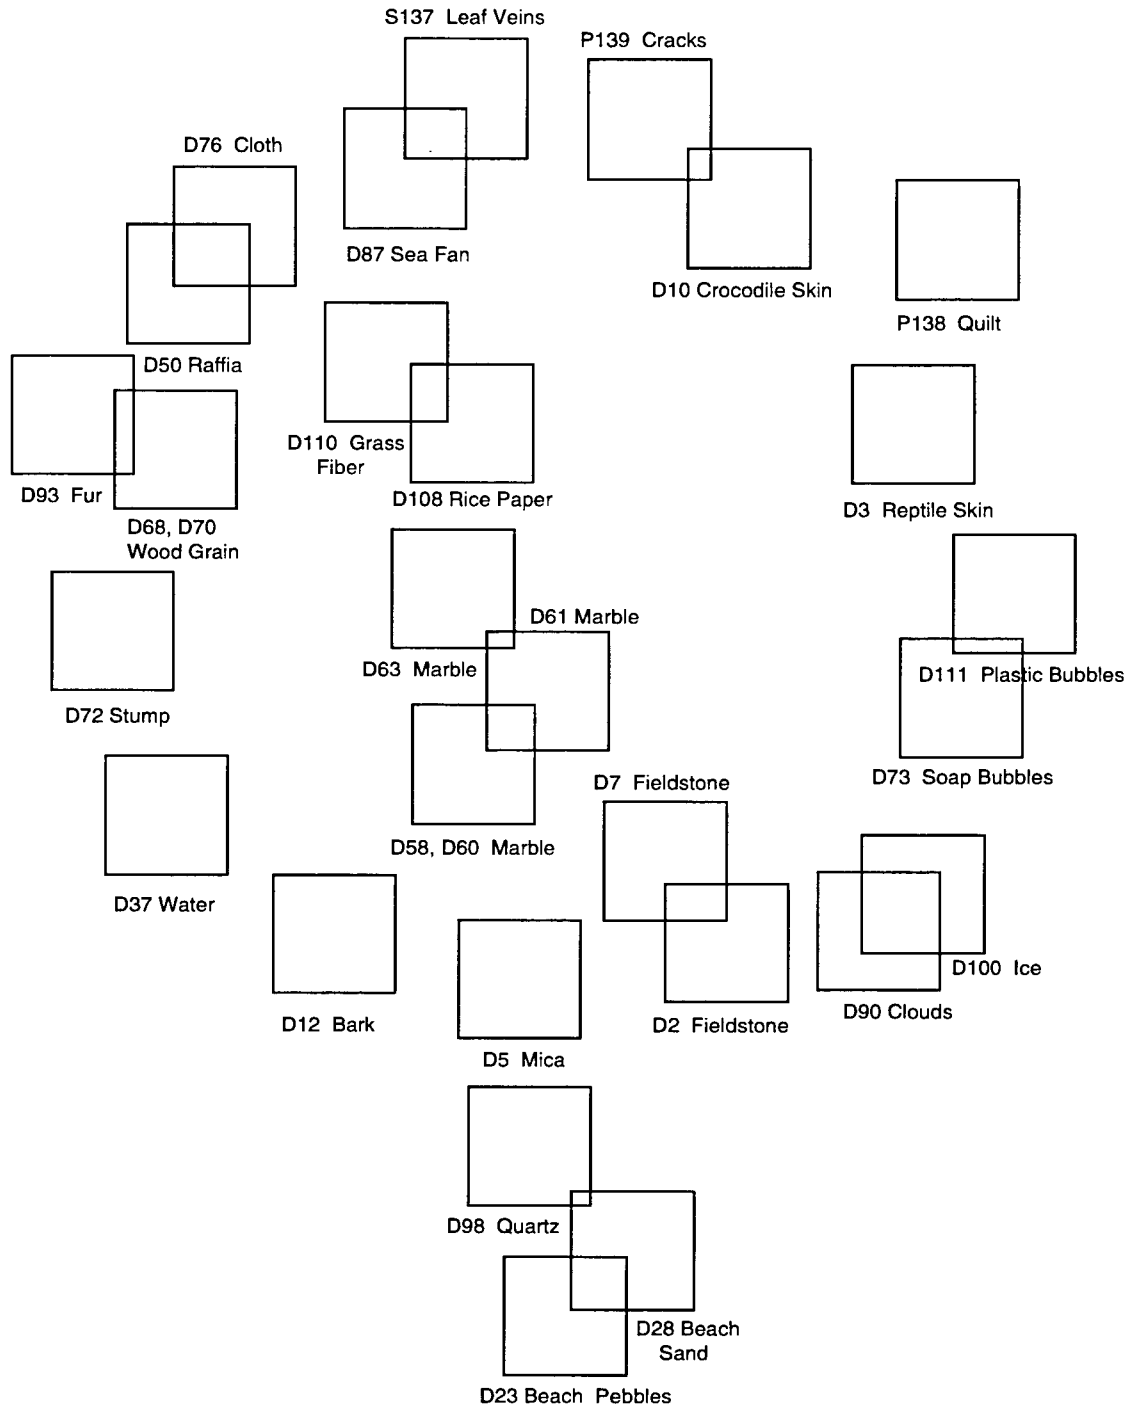 S137 Leaf Veins
P139 Cracks
D76 Cloth
D87 Sea Fan
D10 Crocodile Skin
P138 Quilt
D50 Raffia
D110 Grass
Fiber
D93 Fur
D108 Rice Paper
D3 Reptile Skin
D68, D70
Wood Grain
D61 Marble
D63 Marble
D111 Plastic Bubbles
D72 Stump
D73 Soap Bubbles
D7 Fieldstone
D58, D60 Marble
D37 Water
D100 Ice
D90 Clouds
D12 Bark
D2 Fieldstone
D5 Mica
D98 Quartz
D28 Beach
Sand
D23 Beach Pebbles